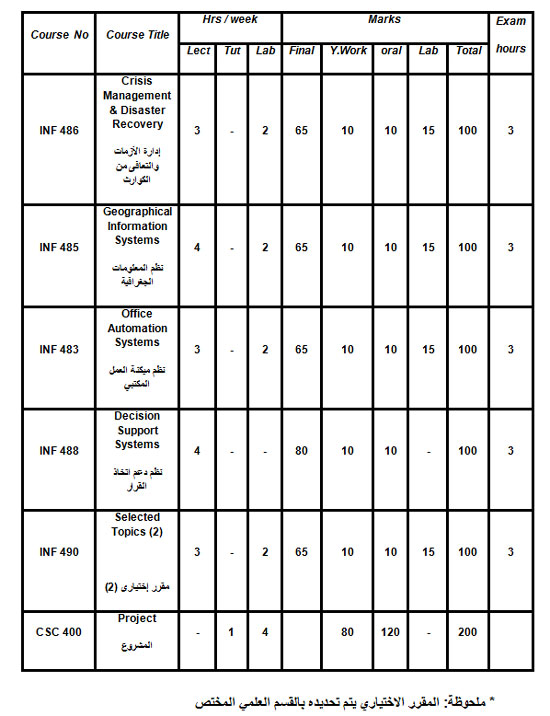 Course No Course Title Hrs / week Marks Exam hours
Lect Tut Lab Final Y.Work oral Lab Total
INF 486
Crisis
Management
& Disaster
Recovery
إدارة الأزمات
والتعافى من
الكوارث
3 - 2 65 10 10 15 100 3
INF 485
Geographical
Information
Systems
نظم المعلومات
الجغرافية
4 - 2 65 10 10 15 100 3
INF 483
Office
Automation
Systems
نظم ميكنة العمل
المكتبي
3 - 2 65 10 10 15 100 3
INF 488
Decision
Support
Systems
نظم دعم اتخاذ
القرار
4 - - 80 10 10 - 100 3
INF 490
Selected
Topics (2)
مقرر إختيارى (2)
3 - 2 65 10 10 15 100 3
CSC 400
Project
المشروع
- 1 4 80 120 - 200
* ملحوظة: المقرر الاختياري يتم تحديده بالقسم العلمي المختص